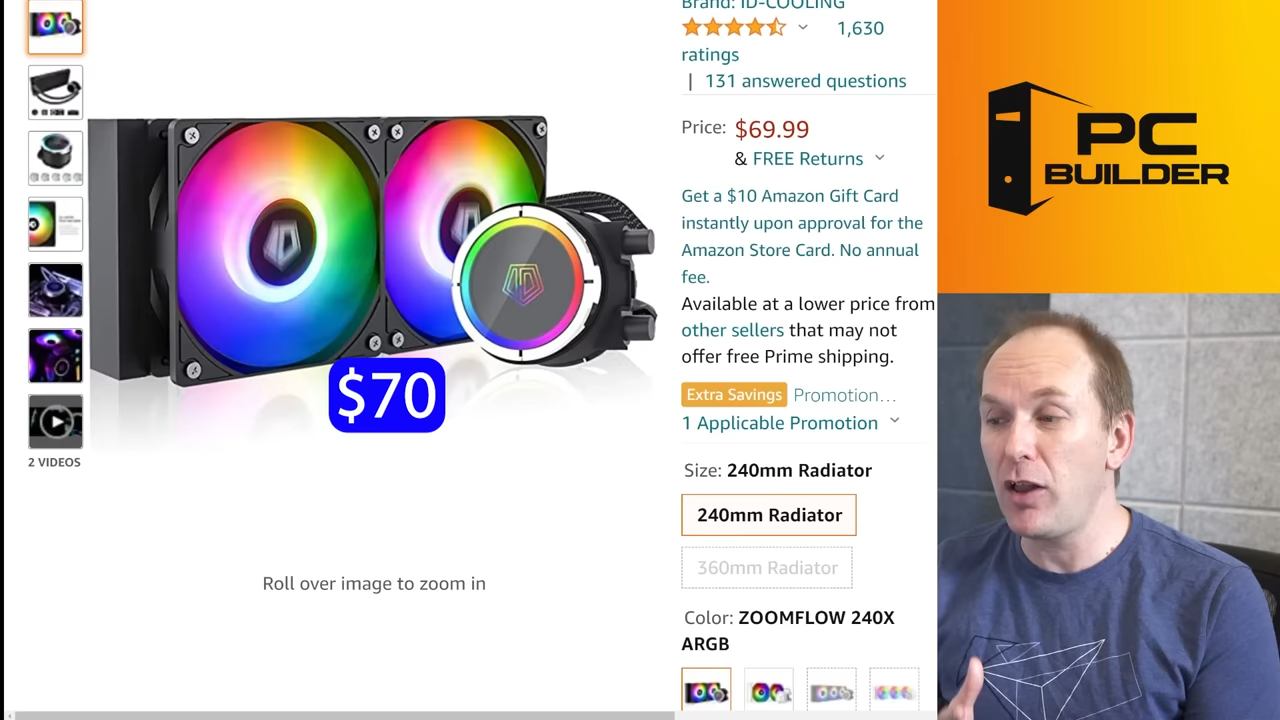 Brand: ID-COOLING
1,630
ratings
| 131 answered questions
Price: $69.99
& FREE Returns
Get a $10 Amazon Gift Card
instantly upon approval for the
Amazon Store Card. No annual
fee.
Available at a lower price from
other sellers that may not
offer free Prime shipping.
Extra Savings Promotion...
1 Applicable Promotion
Size: 240mm Radiator
240mm Radiator
360mm Radiator
Color: ZOOMFLOW 240X
ARGB
$70
2 VIDEOS
Roll over image to zoom in
PC
BUILDER